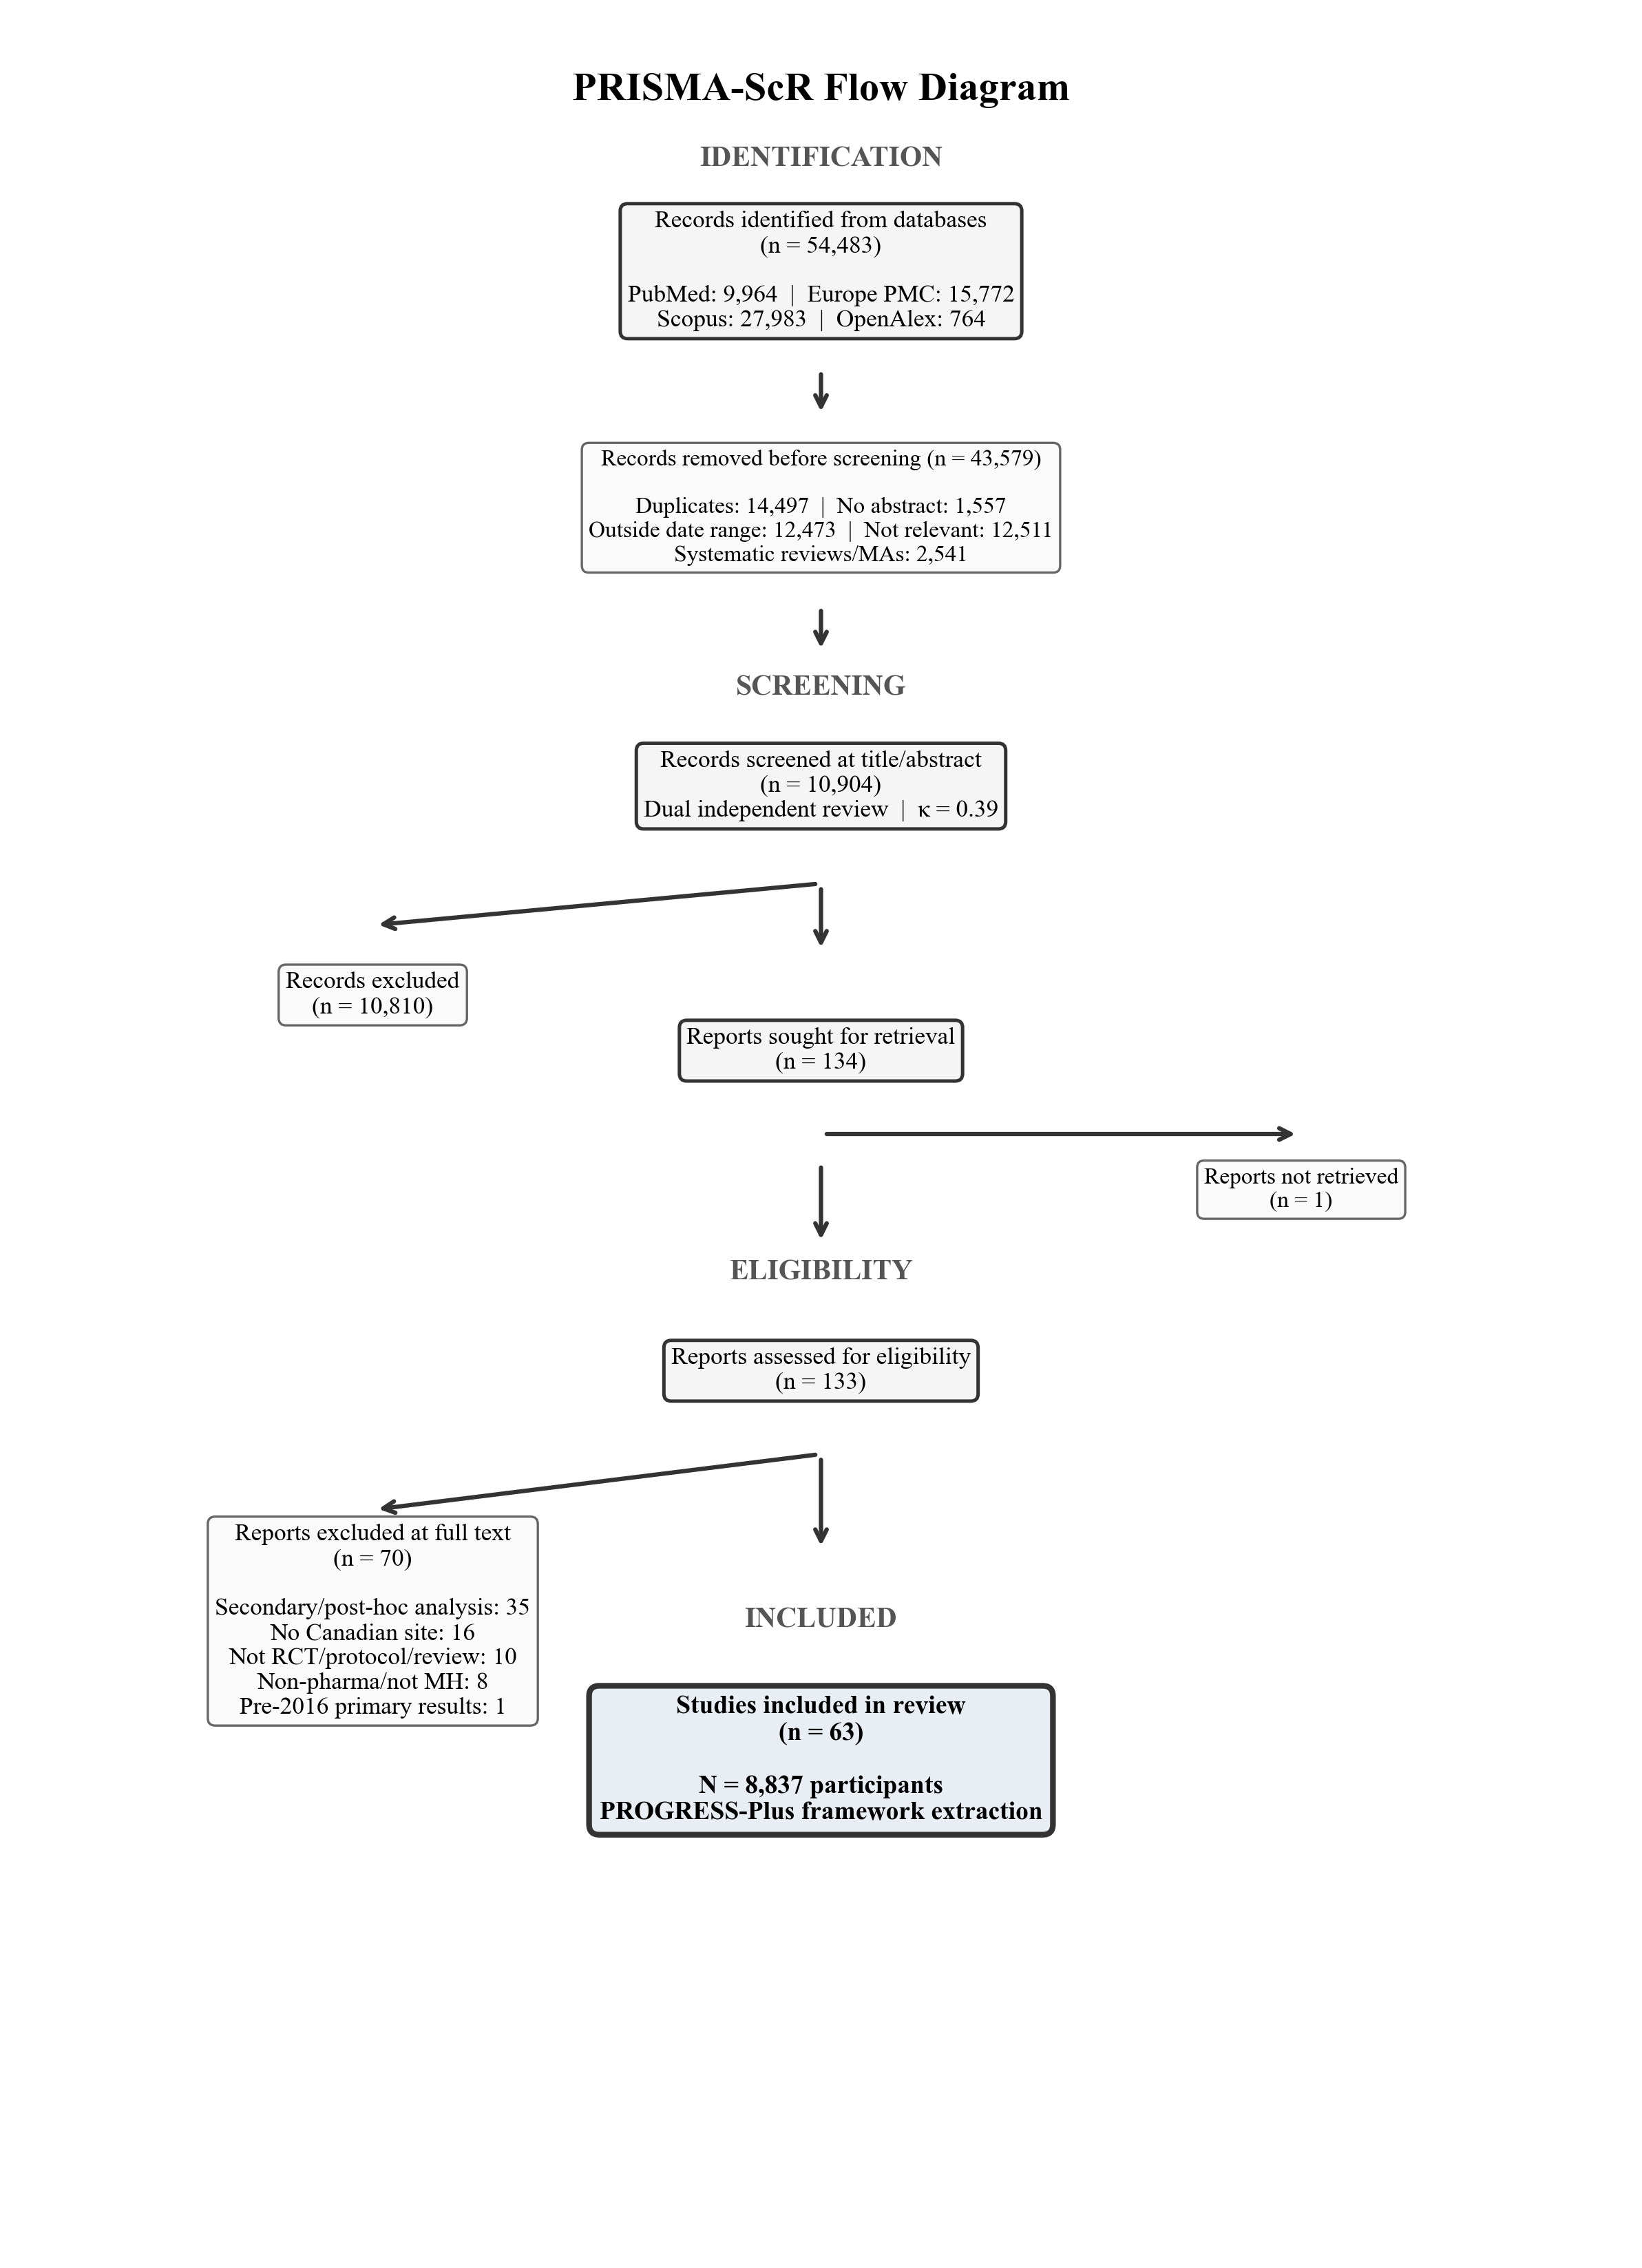 PRISMA-ScR Flow Diagram
IDENTIFICATION
Records identified from databases
(n = 54,483)
PubMed: 9,964 | Europe PMC: 15,772
Scopus: 27,983 | OpenAlex: 764
Records removed before screening (n = 43,579)
Duplicates: 14,497 | No abstract: 1,557
Outside date range: 12,473 | Not relevant: 12,511
Systematic reviews/MAs: 2,541
SCREENING
Records screened at title/abstract
(n = 10,904)
Dual independent review | κ = 0.39
Records excluded
(n = 10,810)
Reports sought for retrieval
(n = 134)
Reports not retrieved
(n = 1)
ELIGIBILITY
Reports assessed for eligibility
(n = 133)
Reports excluded at full text
(n = 70)
Secondary/post-hoc analysis: 35
No Canadian site: 16
Not RCT/protocol/review: 10
Non-pharma/not MH: 8
Pre-2016 primary results: 1
INCLUDED
Studies included in review
(n = 63)
N = 8,837 participants
PROGRESS-Plus framework extraction